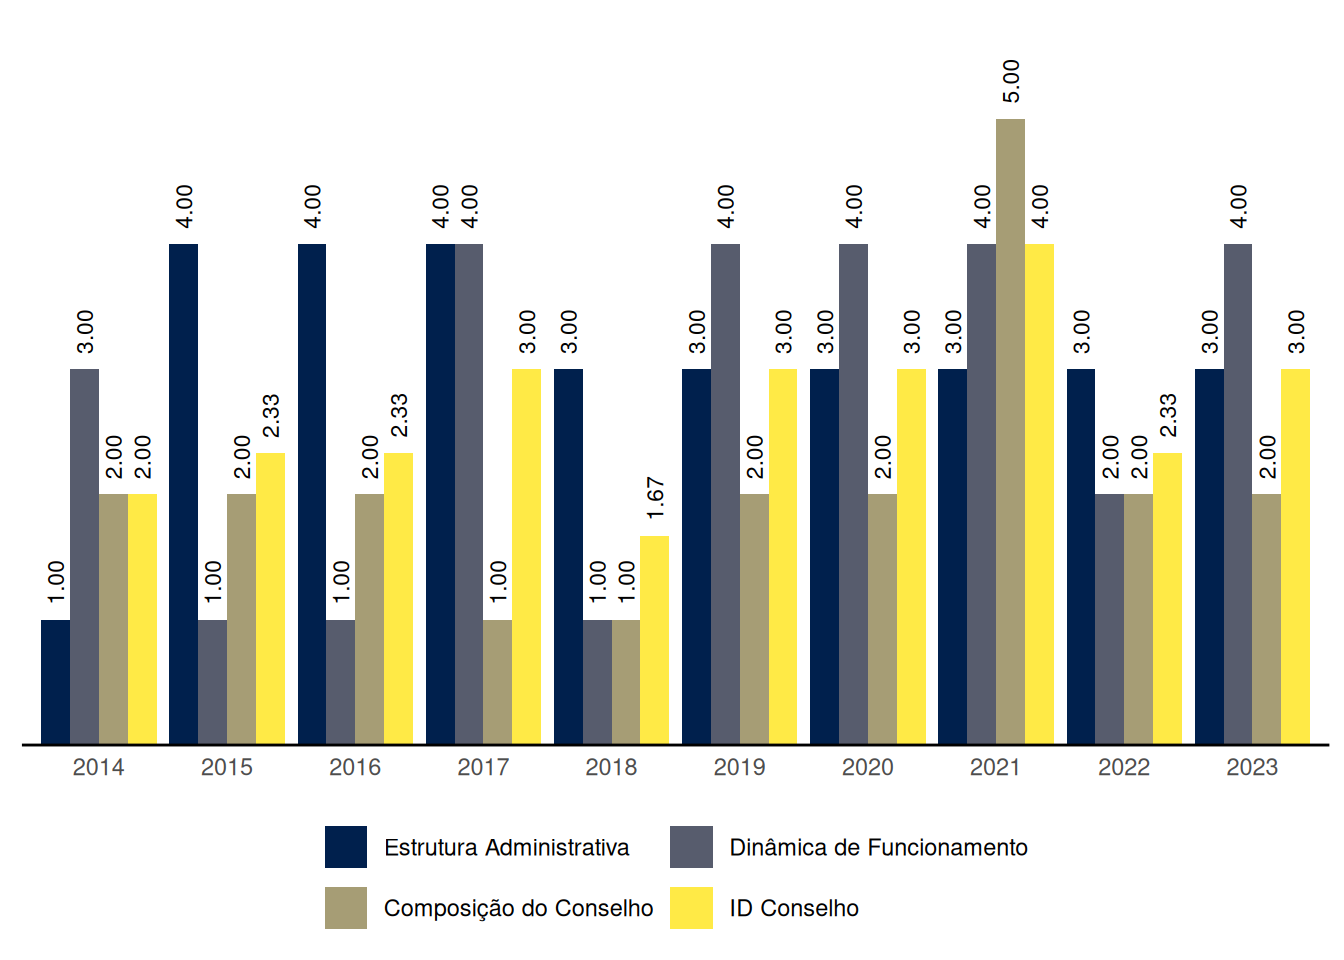 5.00
4.00 4.00 4.00 4.00 4.00 4.00 4.00 4.00 4.00
3.00 3.00 3.00 3.00 3.00 3.00 3.00 3.00 3.00 3.00 3.00
2.00 2.00 2.00 2.33 2.00 2.33 2.00 2.00 2.00 2.00 2.33 2.00
1.67
1.00 1.00 1.00 1.00 1.00 1.00
2014 2015 2016 2017 2018 2019 2020 2021 2022 2023
Estrutura Administrativa Dinâmica de Funcionamento
Composição do Conselho ID Conselho